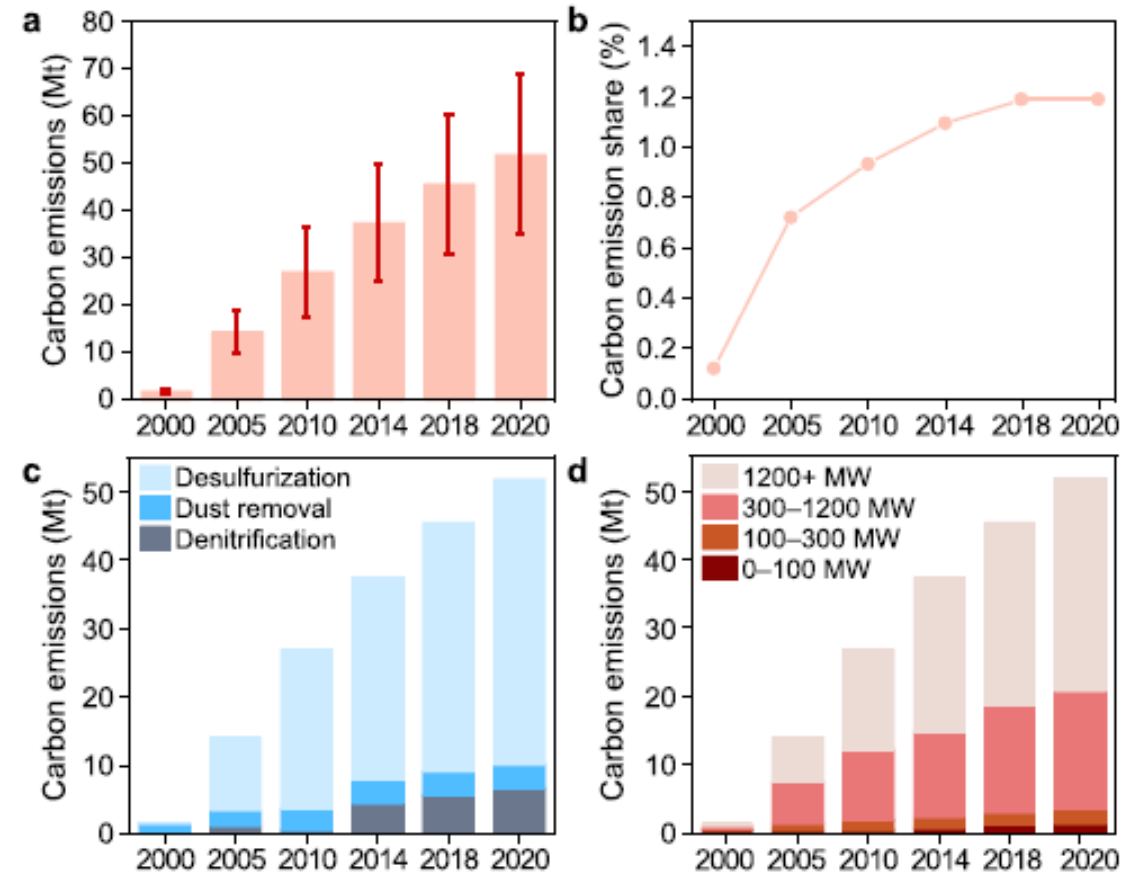 a
Carbon emissions (Mt)
80
70
60
50
40
30
20
10
0
2000 2005 2010 2014 2018 2020
b
Carbon emission share (%)
1.4
1.2
1.0
0.8
0.6
0.4
0.2
0.0
2000 2005 2010 2014 2018 2020
c
Carbon emissions (Mt)
50
40
30
20
10
0
Desulfurization
Dust removal
Denitrification
2000 2005 2010 2014 2018 2020
d
Carbon emissions (Mt)
50
40
30
20
10
0
1200+ MW
300–1200 MW
100–300 MW
0–100 MW
2000 2005 2010 2014 2018 2020